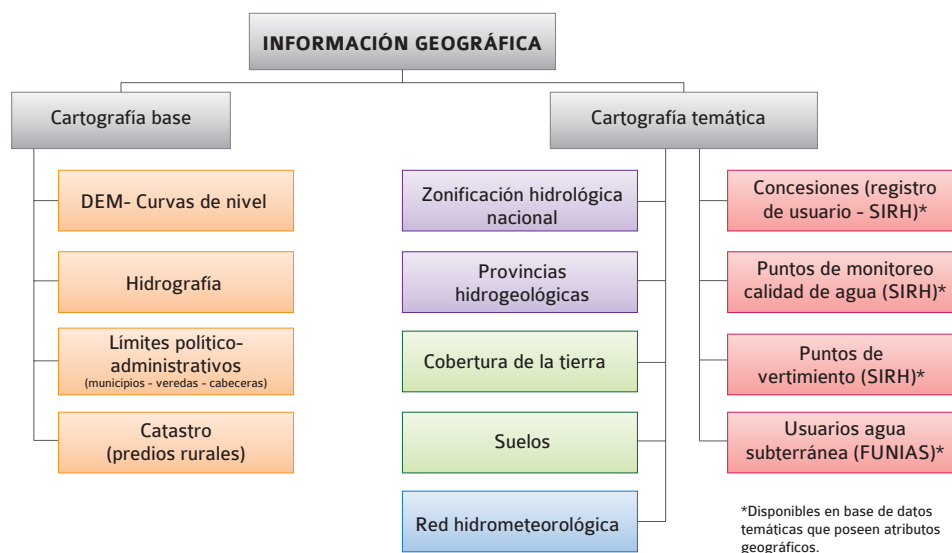 INFORMACIÓN GEOGRÁFICA
Cartografía base
Cartografía temática
DEM- Curvas de nivel
Hidrografía
Límites político-
administrativos
(municipios - veredas - cabeceras)
Catastro
(predios rurales)
Zonificación hidrológica
nacional
Provincias
hidrogeológicas
Cobertura de la tierra
Suelos
Red hidrometeorológica
Concesiones (registro
de usuario - SIRH)*
Puntos de monitoreo
calidad de agua (SIRH)*
Puntos de
vertimiento (SIRH)*
Usuarios agua
subterránea (FUNIAS)*
*Disponibles en base de datos
temáticas que poseen atributos
geográficos.